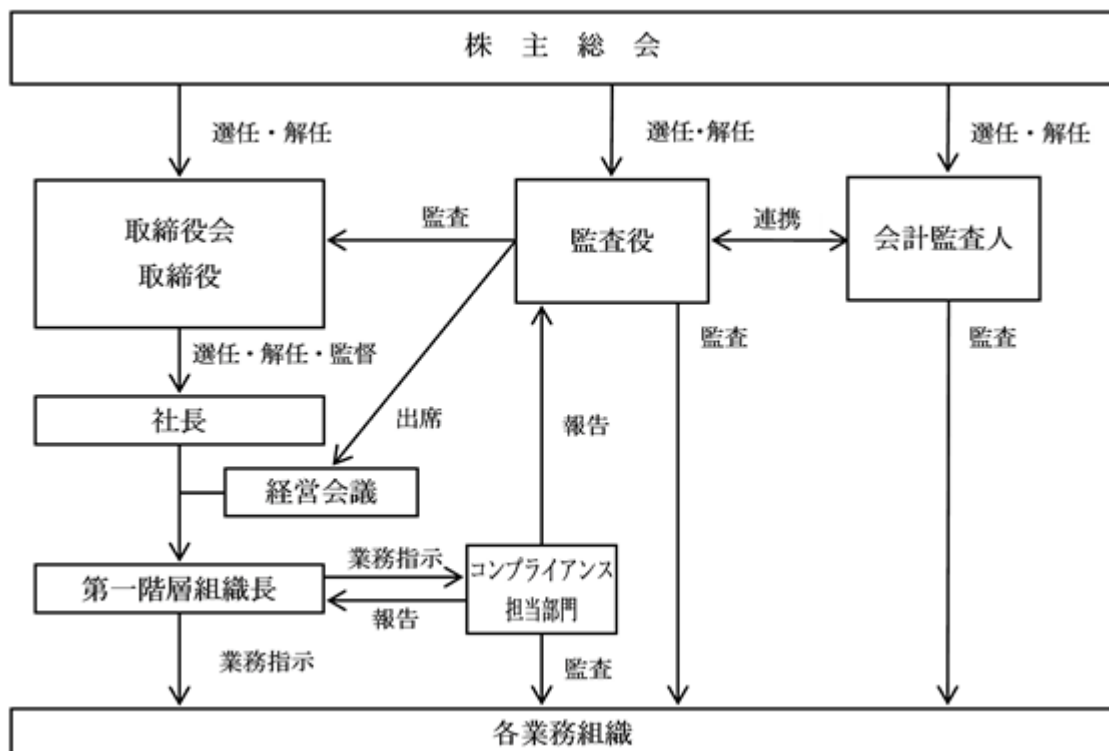 株 主 総 会
選任・解任
選任・解任
選任・解任
取締役会
取締役
監査
監査役
連携
会計監査人
選任・解任・監督
監査
監査
社長
出席
報告
経営会議
業務指示
コンプライアンス
担当部門
第一階層組織長
報告
業務指示
監査
各業務組織